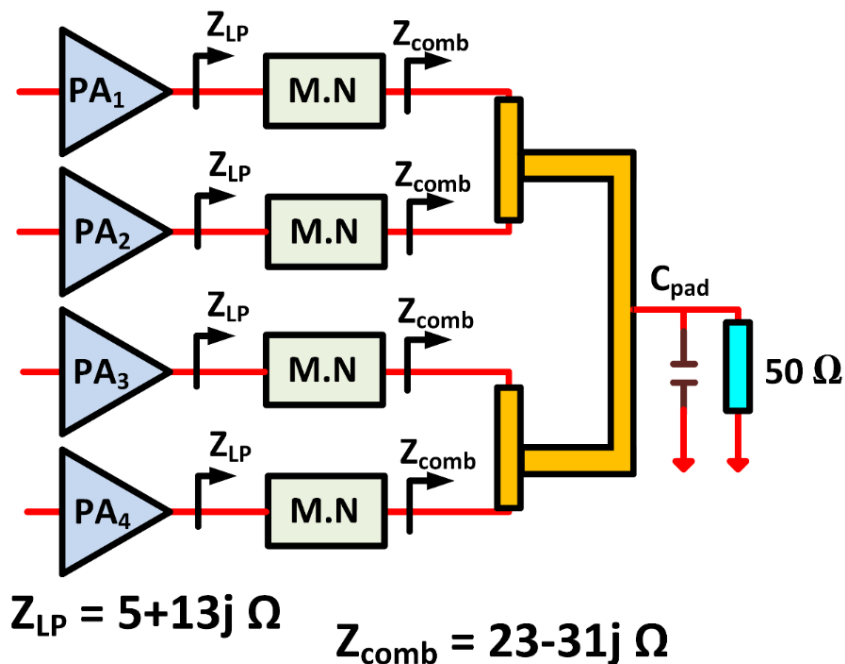 Z_LP Z_comb
PA_1 M.N
Z_LP Z_comb
PA_2 M.N
C_pad
Z_LP Z_comb
PA_3 M.N
50 Ω
Z_LP Z_comb
PA_4 M.N
Z_LP = 5+13j Ω
Z_comb = 23-31j Ω